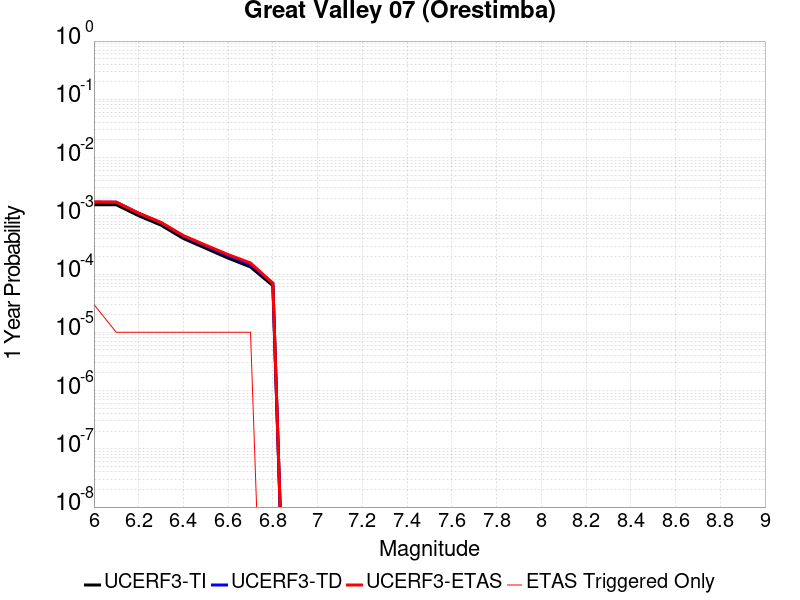 Great Valley 07 (Orestimba)
10^0
10^-1
10^-2
10^-3
10^-4
10^-5
10^-6
10^-7
10^-8
1 Year Probability
6 6.2 6.4 6.6 6.8 7 7.2 7.4 7.6 7.8 8 8.2 8.4 8.6 8.8 9
Magnitude
UCERF3-TI UCERF3-TD UCERF3-ETAS ETAS Triggered Only